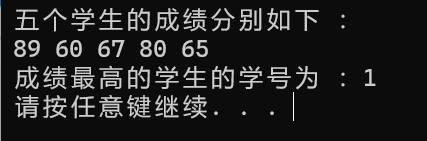 五个学生的成绩分别如下 :
89 60 67 80 65
成绩最高的学生的学号为 : 1
请按任意键继续. . .